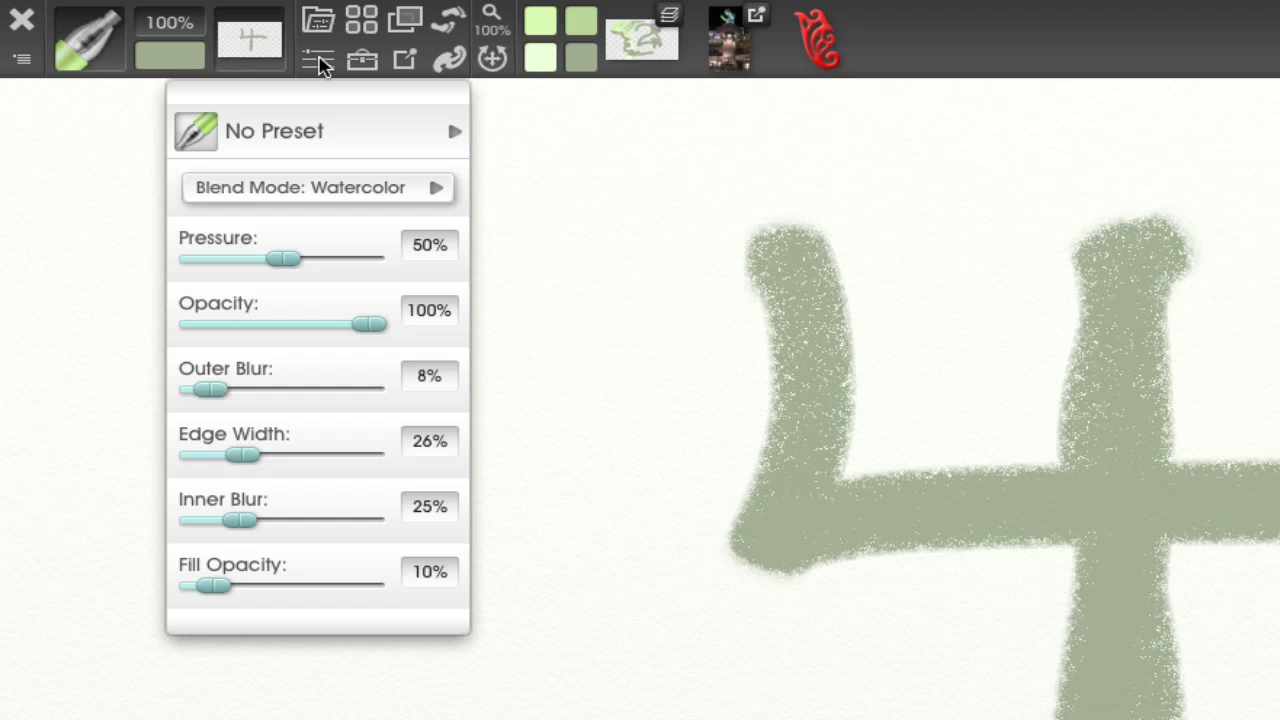 100%
100%
No Preset
Blend Mode: Watercolor
Pressure:
50%
Opacity:
100%
Outer Blur:
8%
Edge Width:
26%
Inner Blur:
25%
Fill Opacity:
10%
4